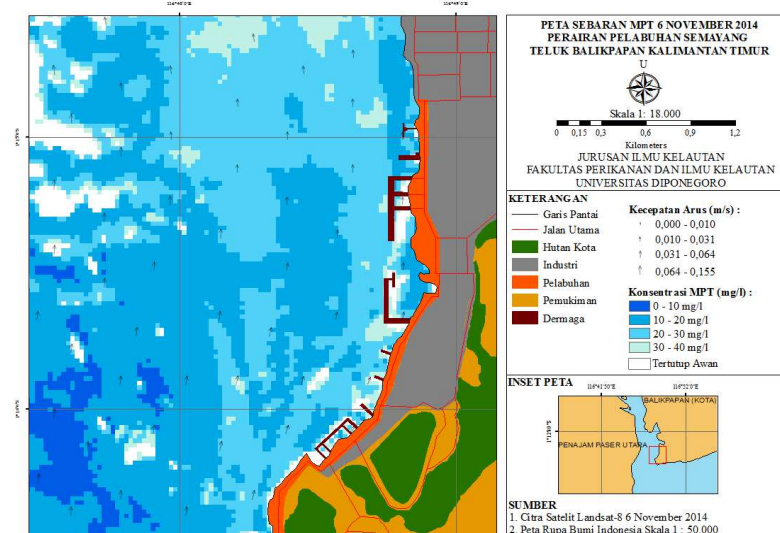 PETA SEBARAN MPT 6 NOVEMBER 2014
PERAIRAN PELABUHAN SEMAYANG
TELUK BALIKPAPAN KALIMANTAN TIMUR
U
Skala 1: 18.000
0 0,15 0,3 0,6 0,9 1,2
Kilometers
JURUSAN ILMU KELAUTAN
FAKULTAS PERIKANAN DAN ILMU KELAUTAN
UNIVERSITAS DIPONEGORO
KETERANGAN
Garis Pantai
Jalan Utama
Hutan Kota
Industri
Pelabuhan
Pemukiman
Dermaga
Kecepatan Arus (m/s) :
0,000 - 0,010
0,010 - 0,031
0,031 - 0,064
0,064 - 0,155
Konsentrasi MPT (mg/l) :
0 - 10 mg/l
10 - 20 mg/l
20 - 30 mg/l
30 - 40 mg/l
Tertutup Awan
INSET PETA
BALIKPAPAN (KOTA)
PENAJAM PASER UTARA
SUMBER
1. Citra Satelit Landsat-8 6 November 2014
2. Peta Rupa Bumi Indonesia Skala 1 : 50.000